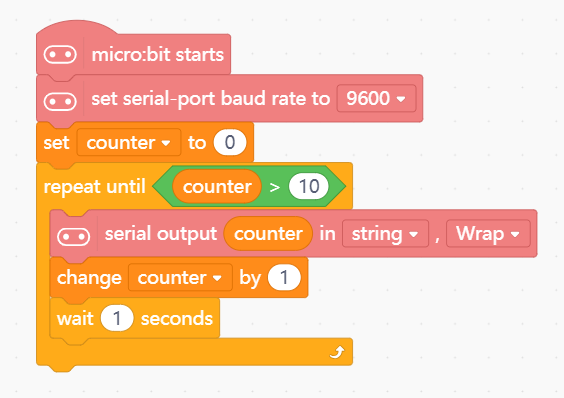 micro:bit starts
set serial-port baud rate to 9600
set counter to 0
repeat until counter > 10
serial output counter in string , Wrap
change counter by 1
wait 1 seconds